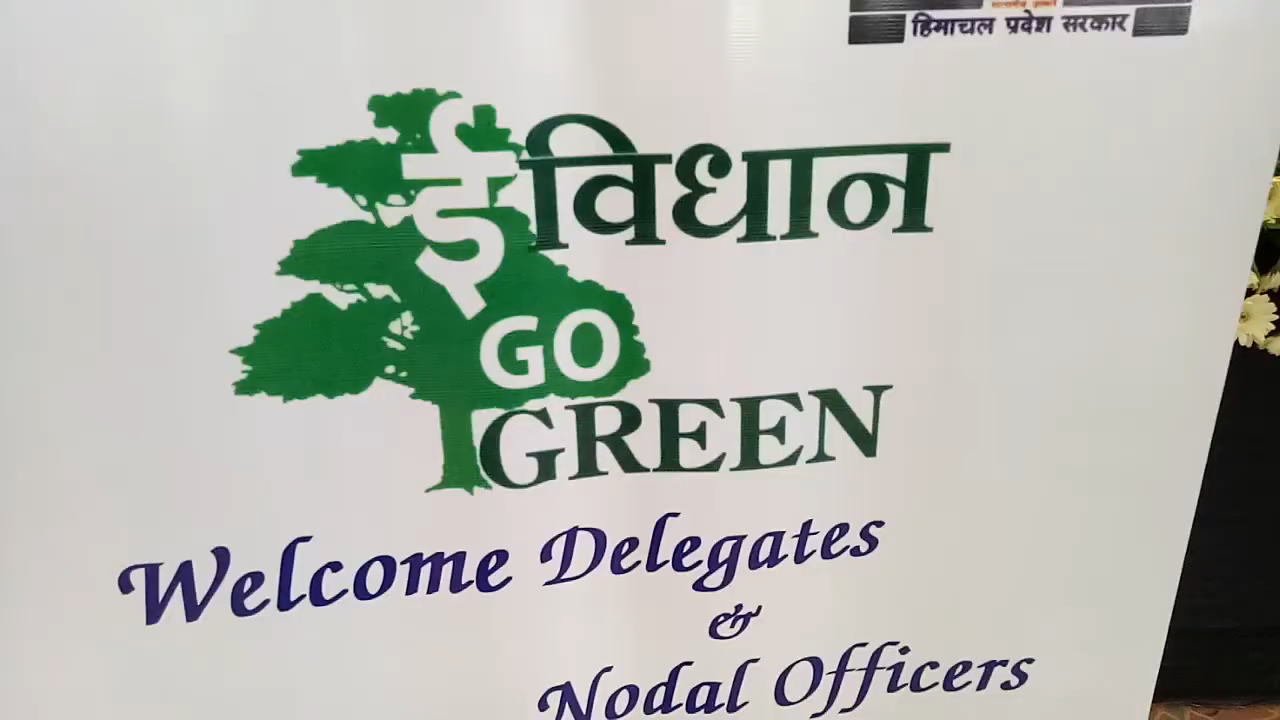 हिमाचल प्रदेश सरकार
ई विधान
GO
GREEN
Welcome Delegates
&
Nodal Officers